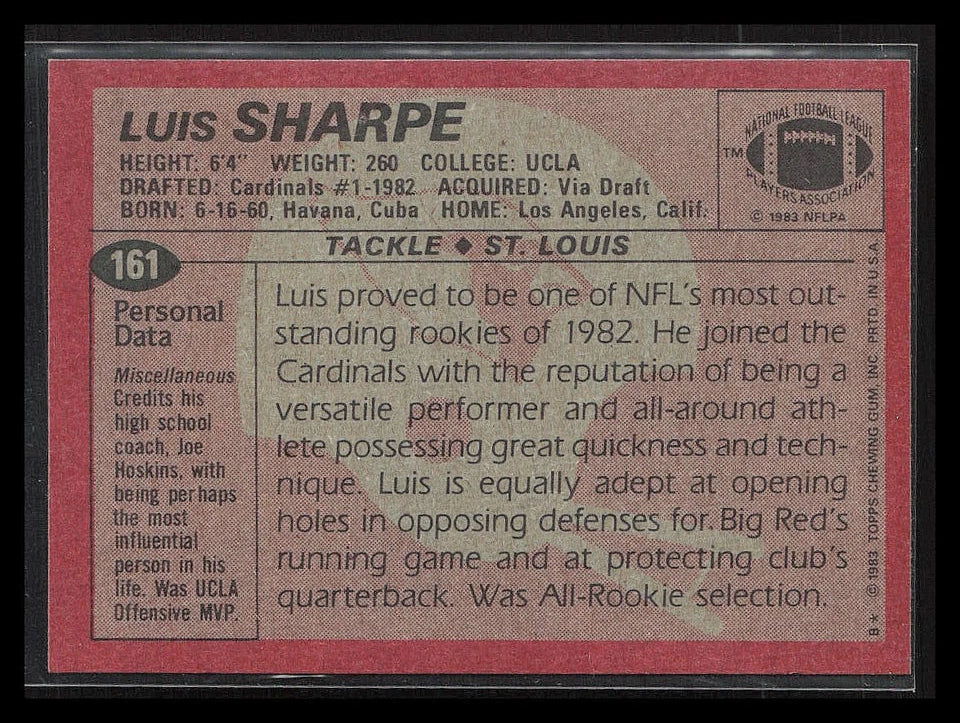 LUIS SHARPE
HEIGHT: 6'4" WEIGHT: 260 COLLEGE: UCLA
DRAFTED: Cardinals #1-1982 ACQUIRED: Via Draft
BORN: 6-16-60, Havana, Cuba HOME: Los Angeles, Calif.
NATIONAL FOOTBALL LEAGUE
TM
PLAYERS ASSOCIATION
© 1983 NFLPA
TACKLE ♦ ST. LOUIS
161
Personal
Data
Miscellaneous
Credits his
high school
coach, Joe
Hoskins, with
being perhaps
the most
influential
person in his
life. Was UCLA
Offensive MVP.
Luis proved to be one of NFL's most out-
standing rookies of 1982. He joined the
Cardinals with the reputation of being a
versatile performer and all-around ath-
lete possessing great quickness and tech-
nique. Luis is equally adept at opening
holes in opposing defenses for Big Red's
running game and at protecting club's
quarterback. Was All-Rookie selection.
B* © 1983 TOPPS CHEWING GUM, INC. PRTD. IN U.S.A.